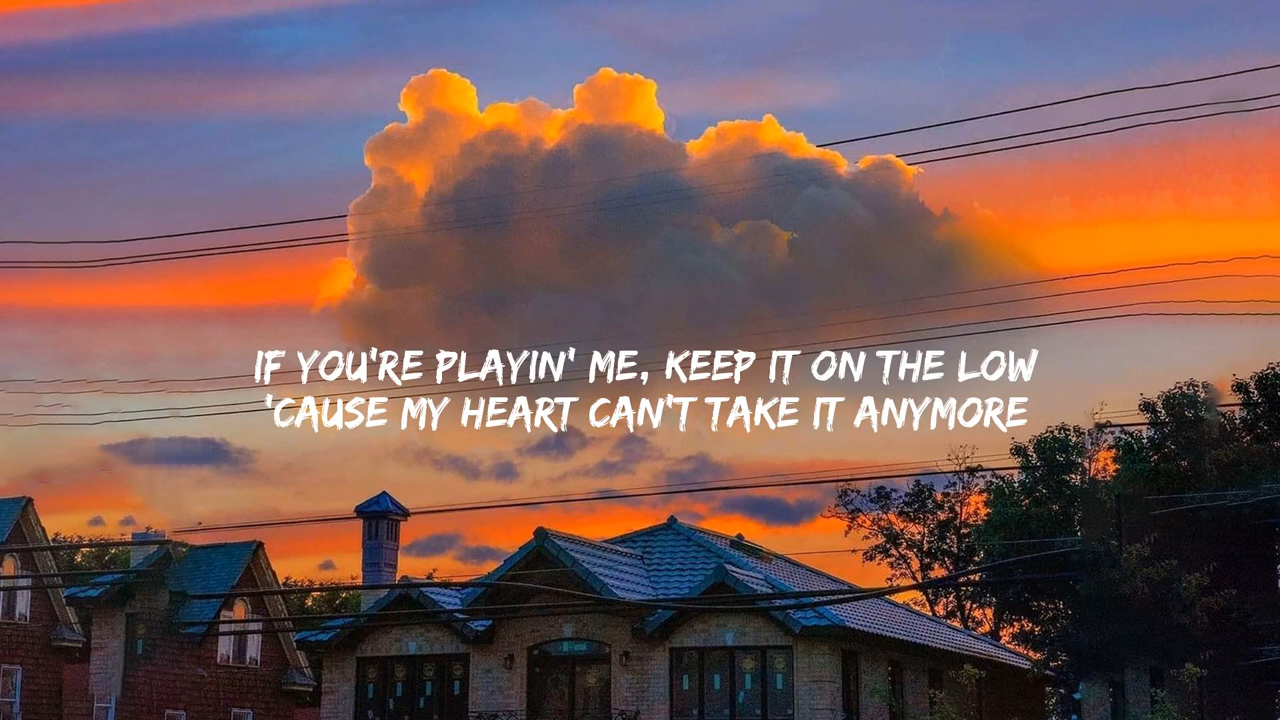 IF YOU'RE PLAYIN' ME, KEEP IT ON THE LOW
'CAUSE MY HEART CAN'T TAKE IT ANYMORE